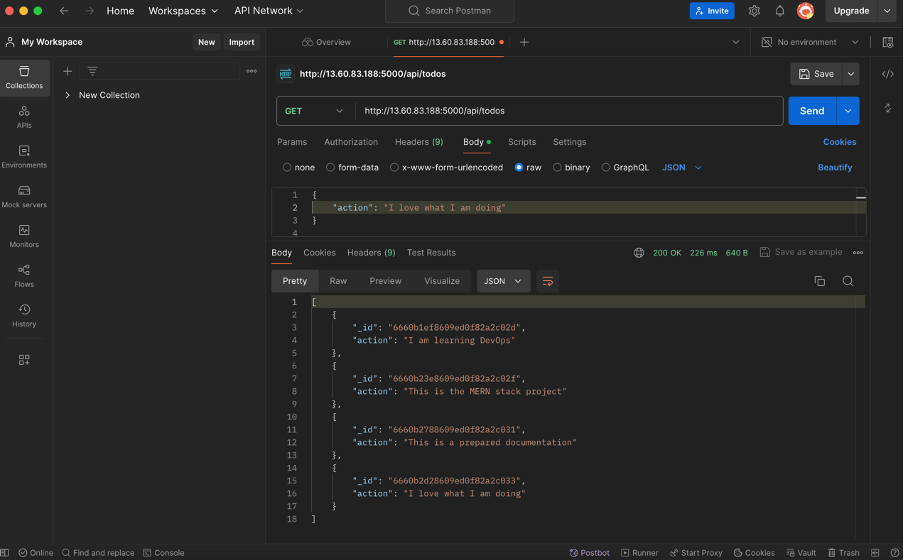 Home Workspaces API Network Search Postman Invite Upgrade
My Workspace New Import Overview GET http://13.60.83.188:500 No environment
Collections
New Collection
APIs
Environments
Mock servers
Monitors
Flows
History
HTTP http://13.60.83.188:5000/api/todos Save
GET http://13.60.83.188:5000/api/todos Send
Params Authorization Headers (9) Body Scripts Settings Cookies
none form-data x-www-form-urlencoded raw binary GraphQL JSON Beautify
1 {
2 "action": "I love what I am doing"
3 }
4
Body Cookies Headers (9) Test Results 200 OK 226 ms 640 B Save as example
Pretty Raw Preview Visualize JSON
1 [
2 {
3 "_id": "6660b1ef8609ed0f82a2c02d",
4 "action": "I am learning DevOps"
5 },
6 {
7 "_id": "6660b23e8609ed0f82a2c02f",
8 "action": "This is the MERN stack project"
9 },
10 {
11 "_id": "6660b2788609ed0f82a2c031",
12 "action": "This is a prepared documentation"
13 },
14 {
15 "_id": "6660b2d28609ed0f82a2c033",
16 "action": "I love what I am doing"
17 }
18 ]
Online Find and replace Console Postbot Runner Start Proxy Cookies Vault Trash